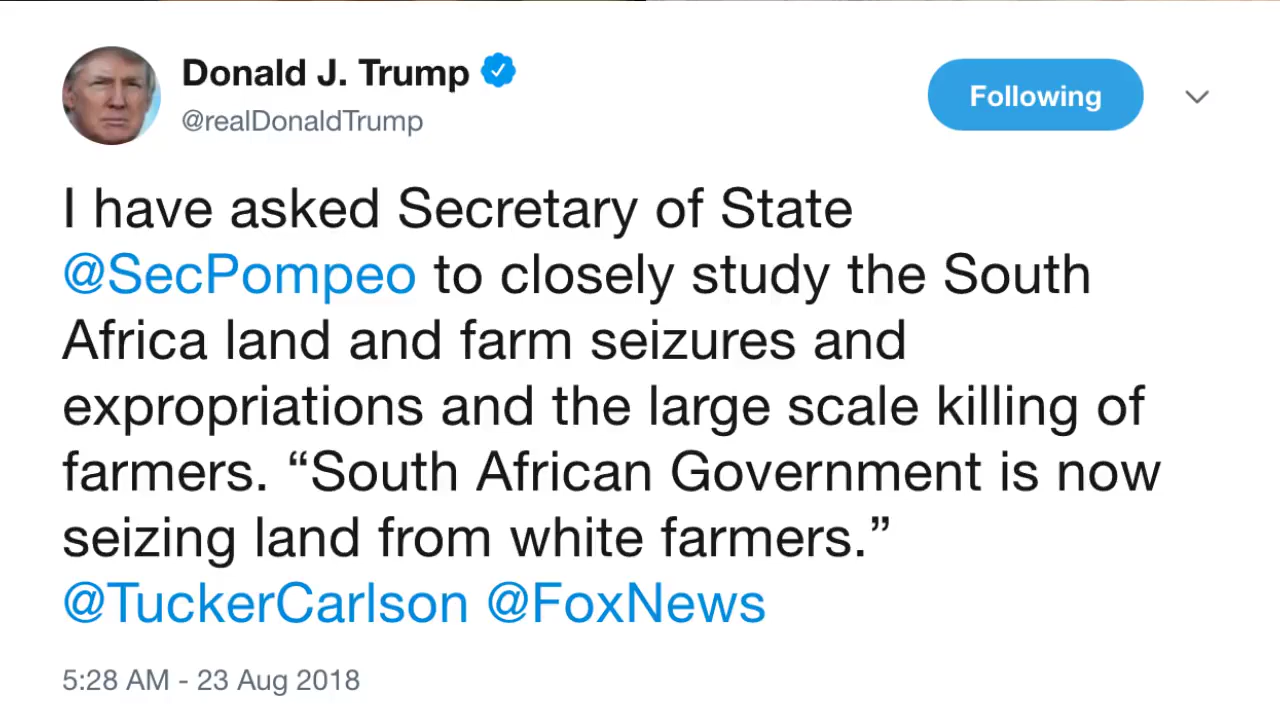 Donald J. Trump
@realDonaldTrump
Following
I have asked Secretary of State
@SecPompeo to closely study the South
Africa land and farm seizures and
expropriations and the large scale killing of
farmers. “South African Government is now
seizing land from white farmers.”
@TuckerCarlson @FoxNews
5:28 AM - 23 Aug 2018